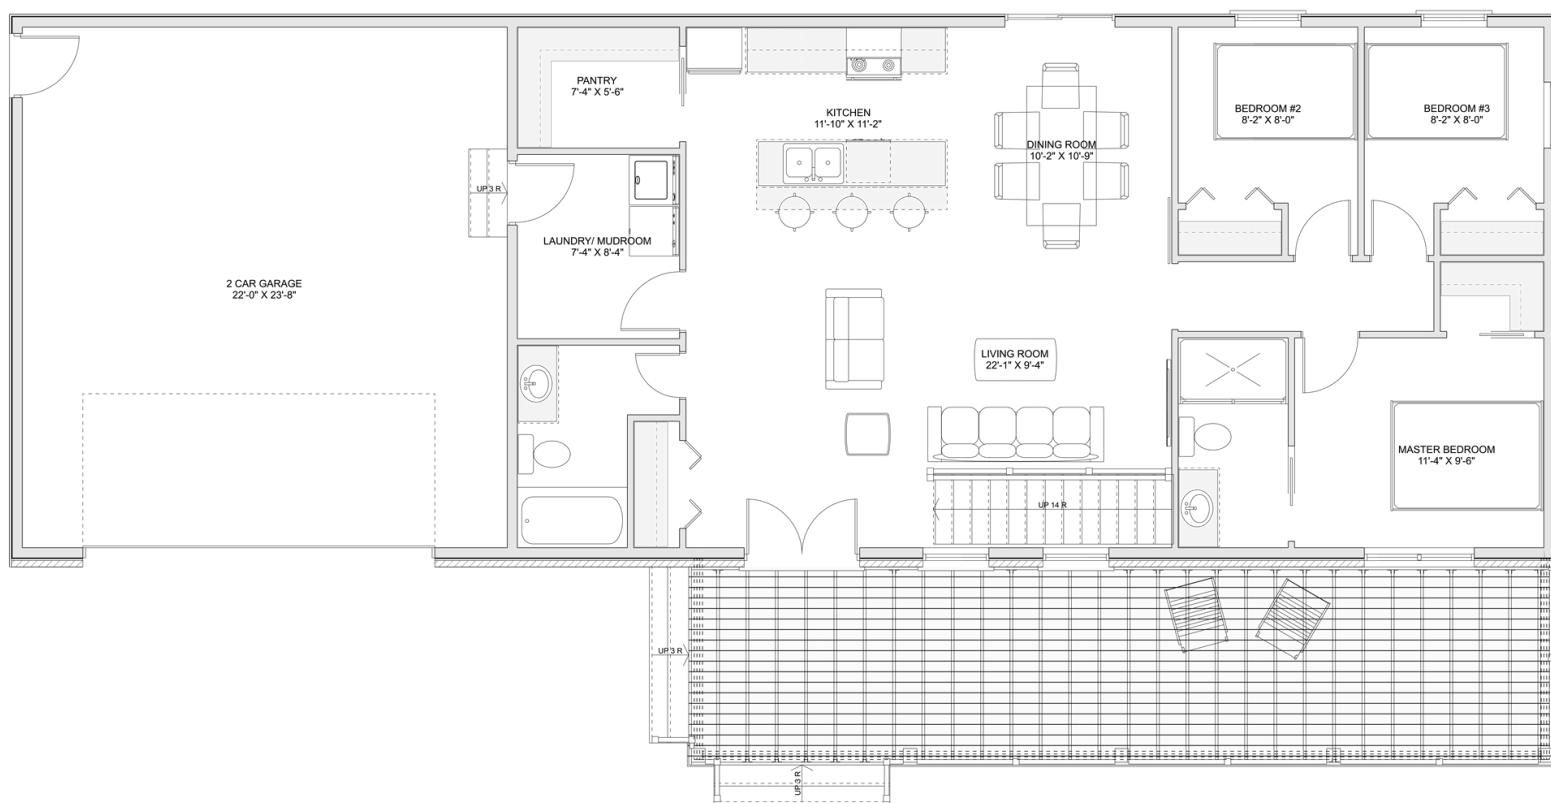 PANTRY
7'-4" X 5'-6"
KITCHEN
11'-10" X 11'-2"
DINING ROOM
10'-2" X 10'-9"
BEDROOM #2
8'-2" X 8'-0"
BEDROOM #3
8'-2" X 8'-0"
UP 3 R
LAUNDRY/ MUDROOM
7'-4" X 8'-4"
2 CAR GARAGE
22'-0" X 23'-8"
LIVING ROOM
22'-1" X 9'-4"
MASTER BEDROOM
11'-4" X 9'-6"
UP 14 R
UP 3 R
UP 3 R